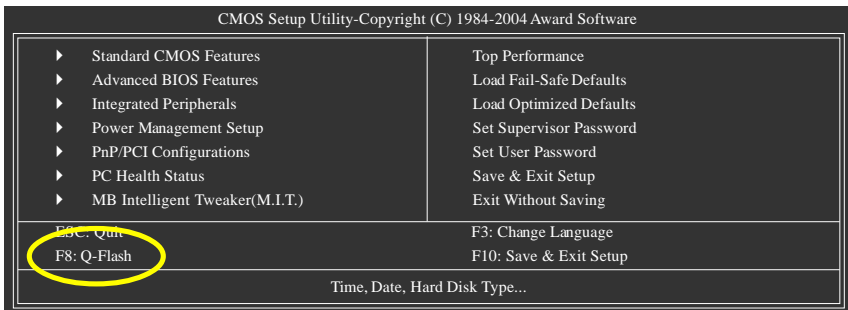 CMOS Setup Utility-Copyright (C) 1984-2004 Award Software
Standard CMOS Features
Advanced BIOS Features
Integrated Peripherals
Power Management Setup
PnP/PCI Configurations
PC Health Status
MB Intelligent Tweaker(M.I.T.)
Top Performance
Load Fail-Safe Defaults
Load Optimized Defaults
Set Supervisor Password
Set User Password
Save & Exit Setup
Exit Without Saving
ESC: Quit
F8: Q-Flash
F3: Change Language
F10: Save & Exit Setup
Time, Date, Hard Disk Type...